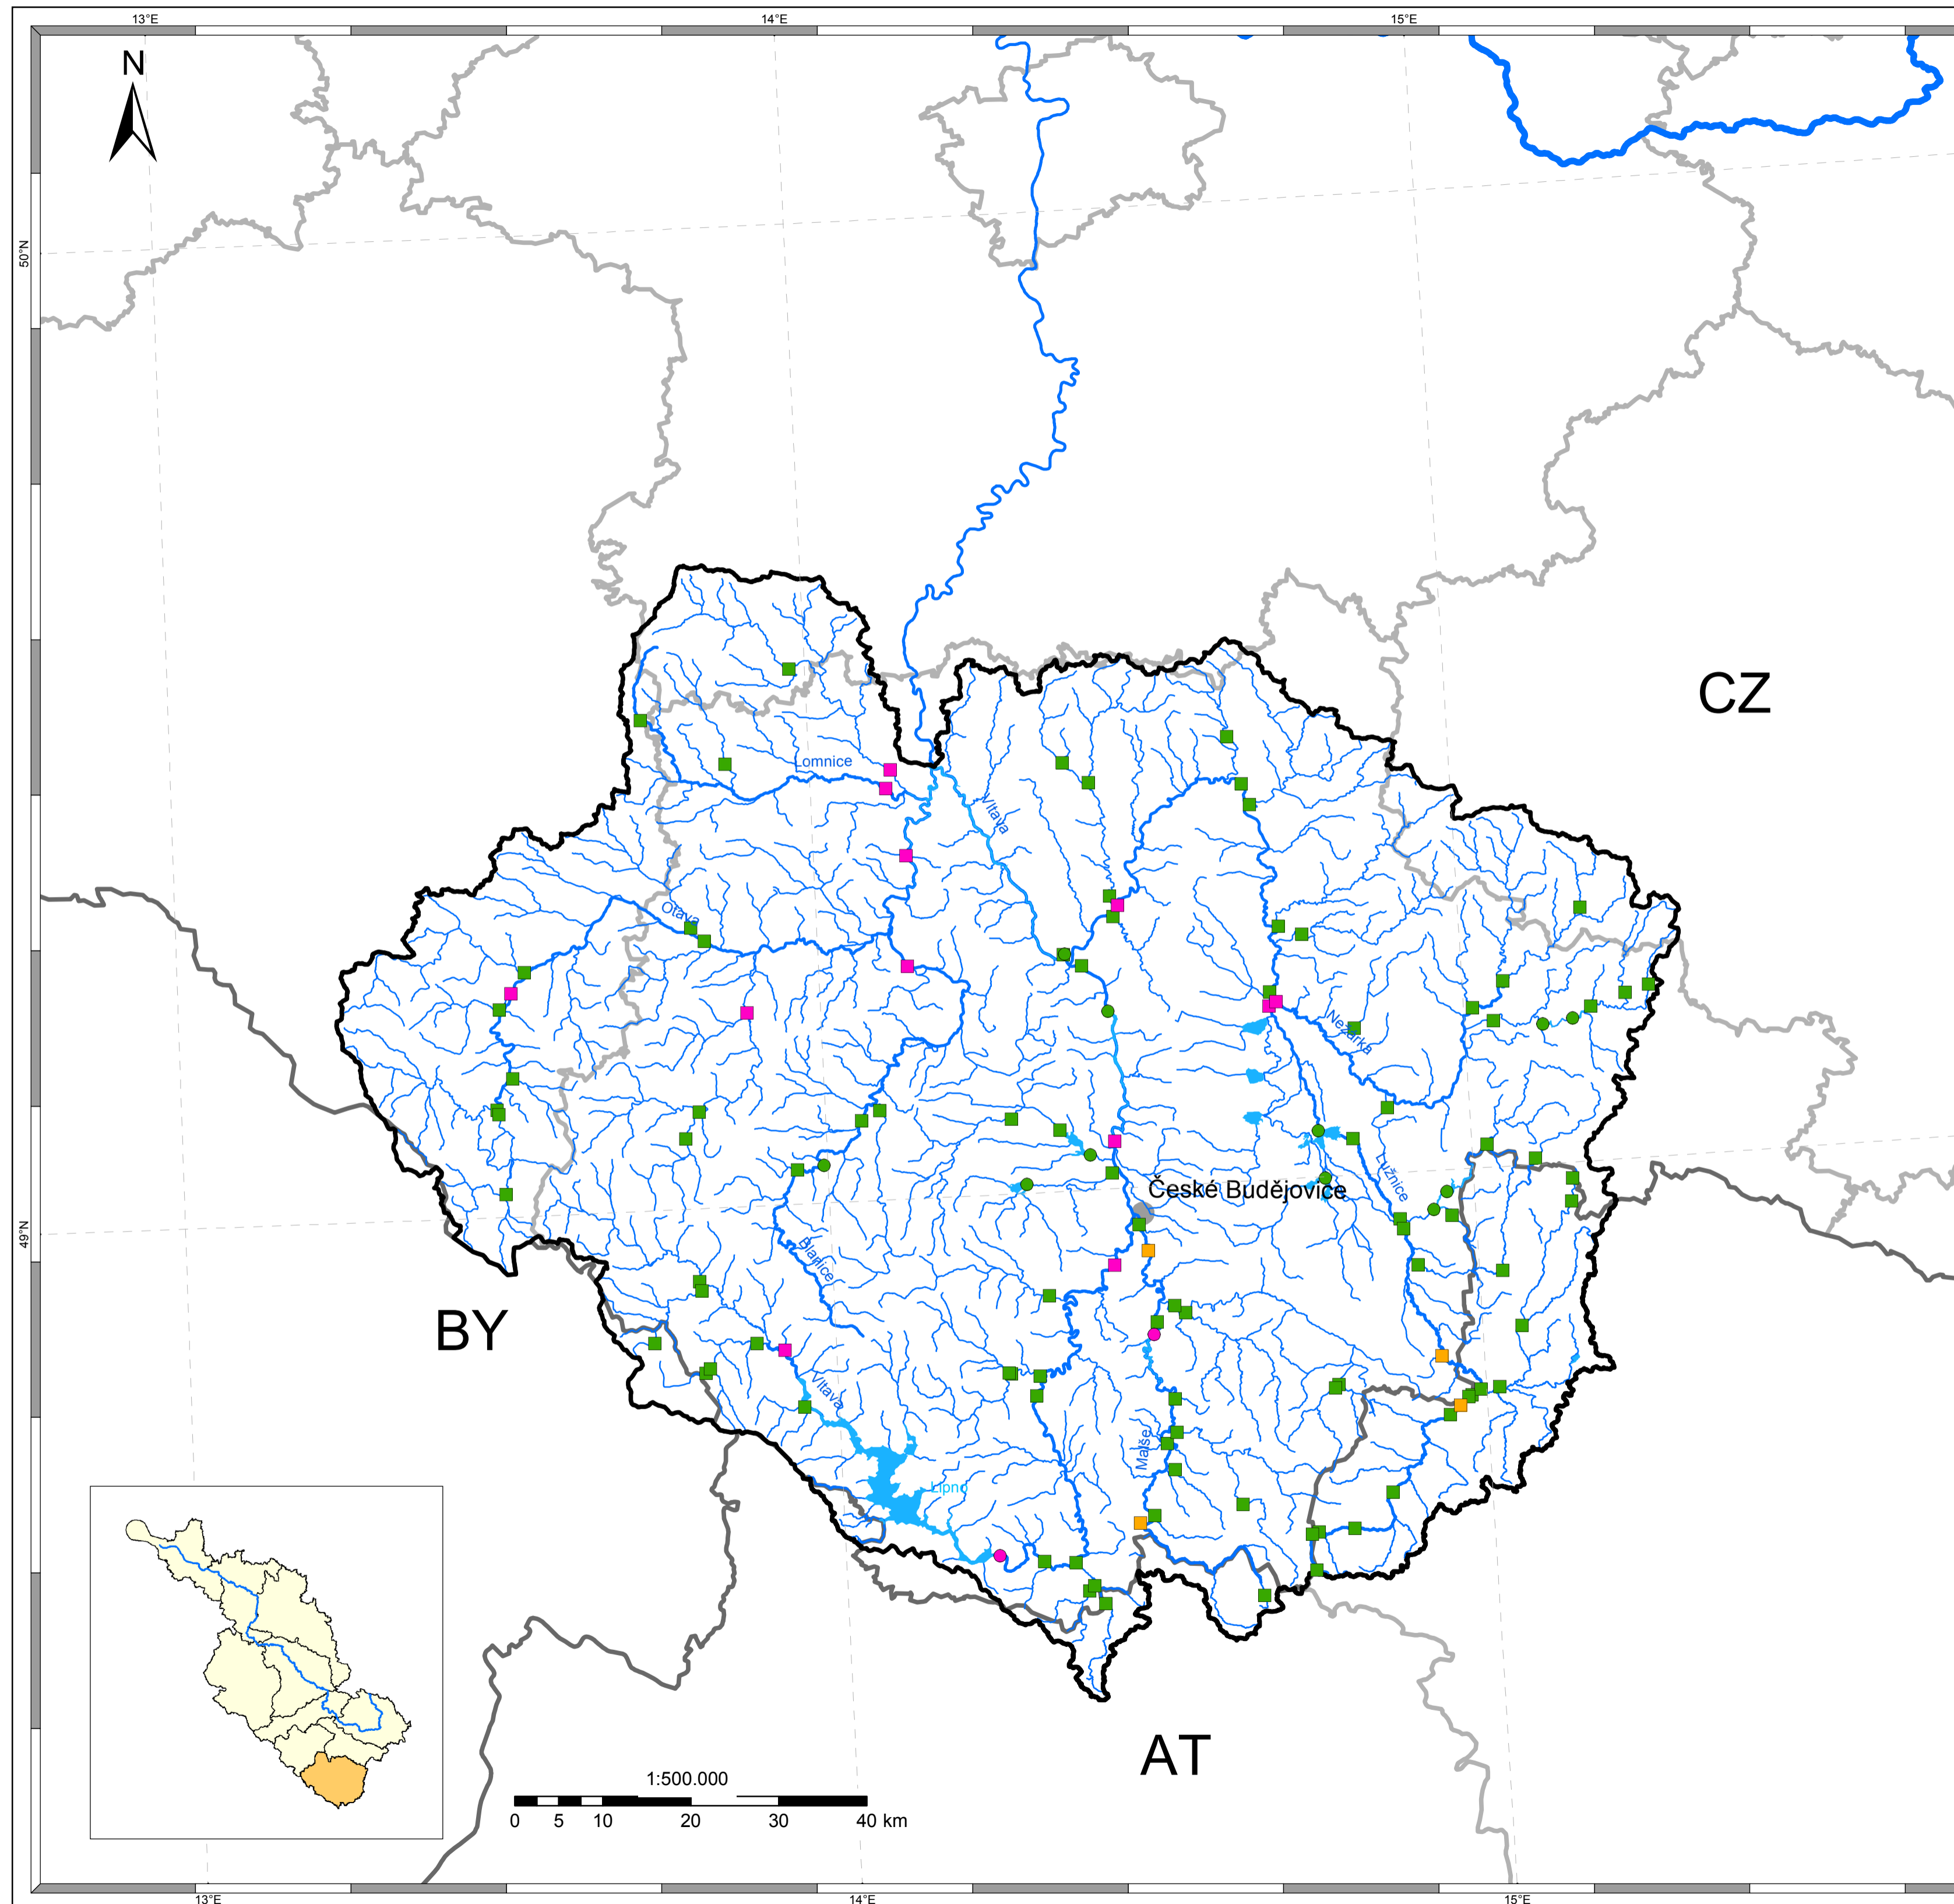 13°E
14°E
15°E
N
50°N
CZ
Lomnice
Vltava
Otava
Nežárka
České Budějovice
Lužnice
49°N
Blanice
BY
Vltava
Malše
Lipno
AT
1:500.000
0 5 10 20 30 40 km
13°E
14°E
15°E